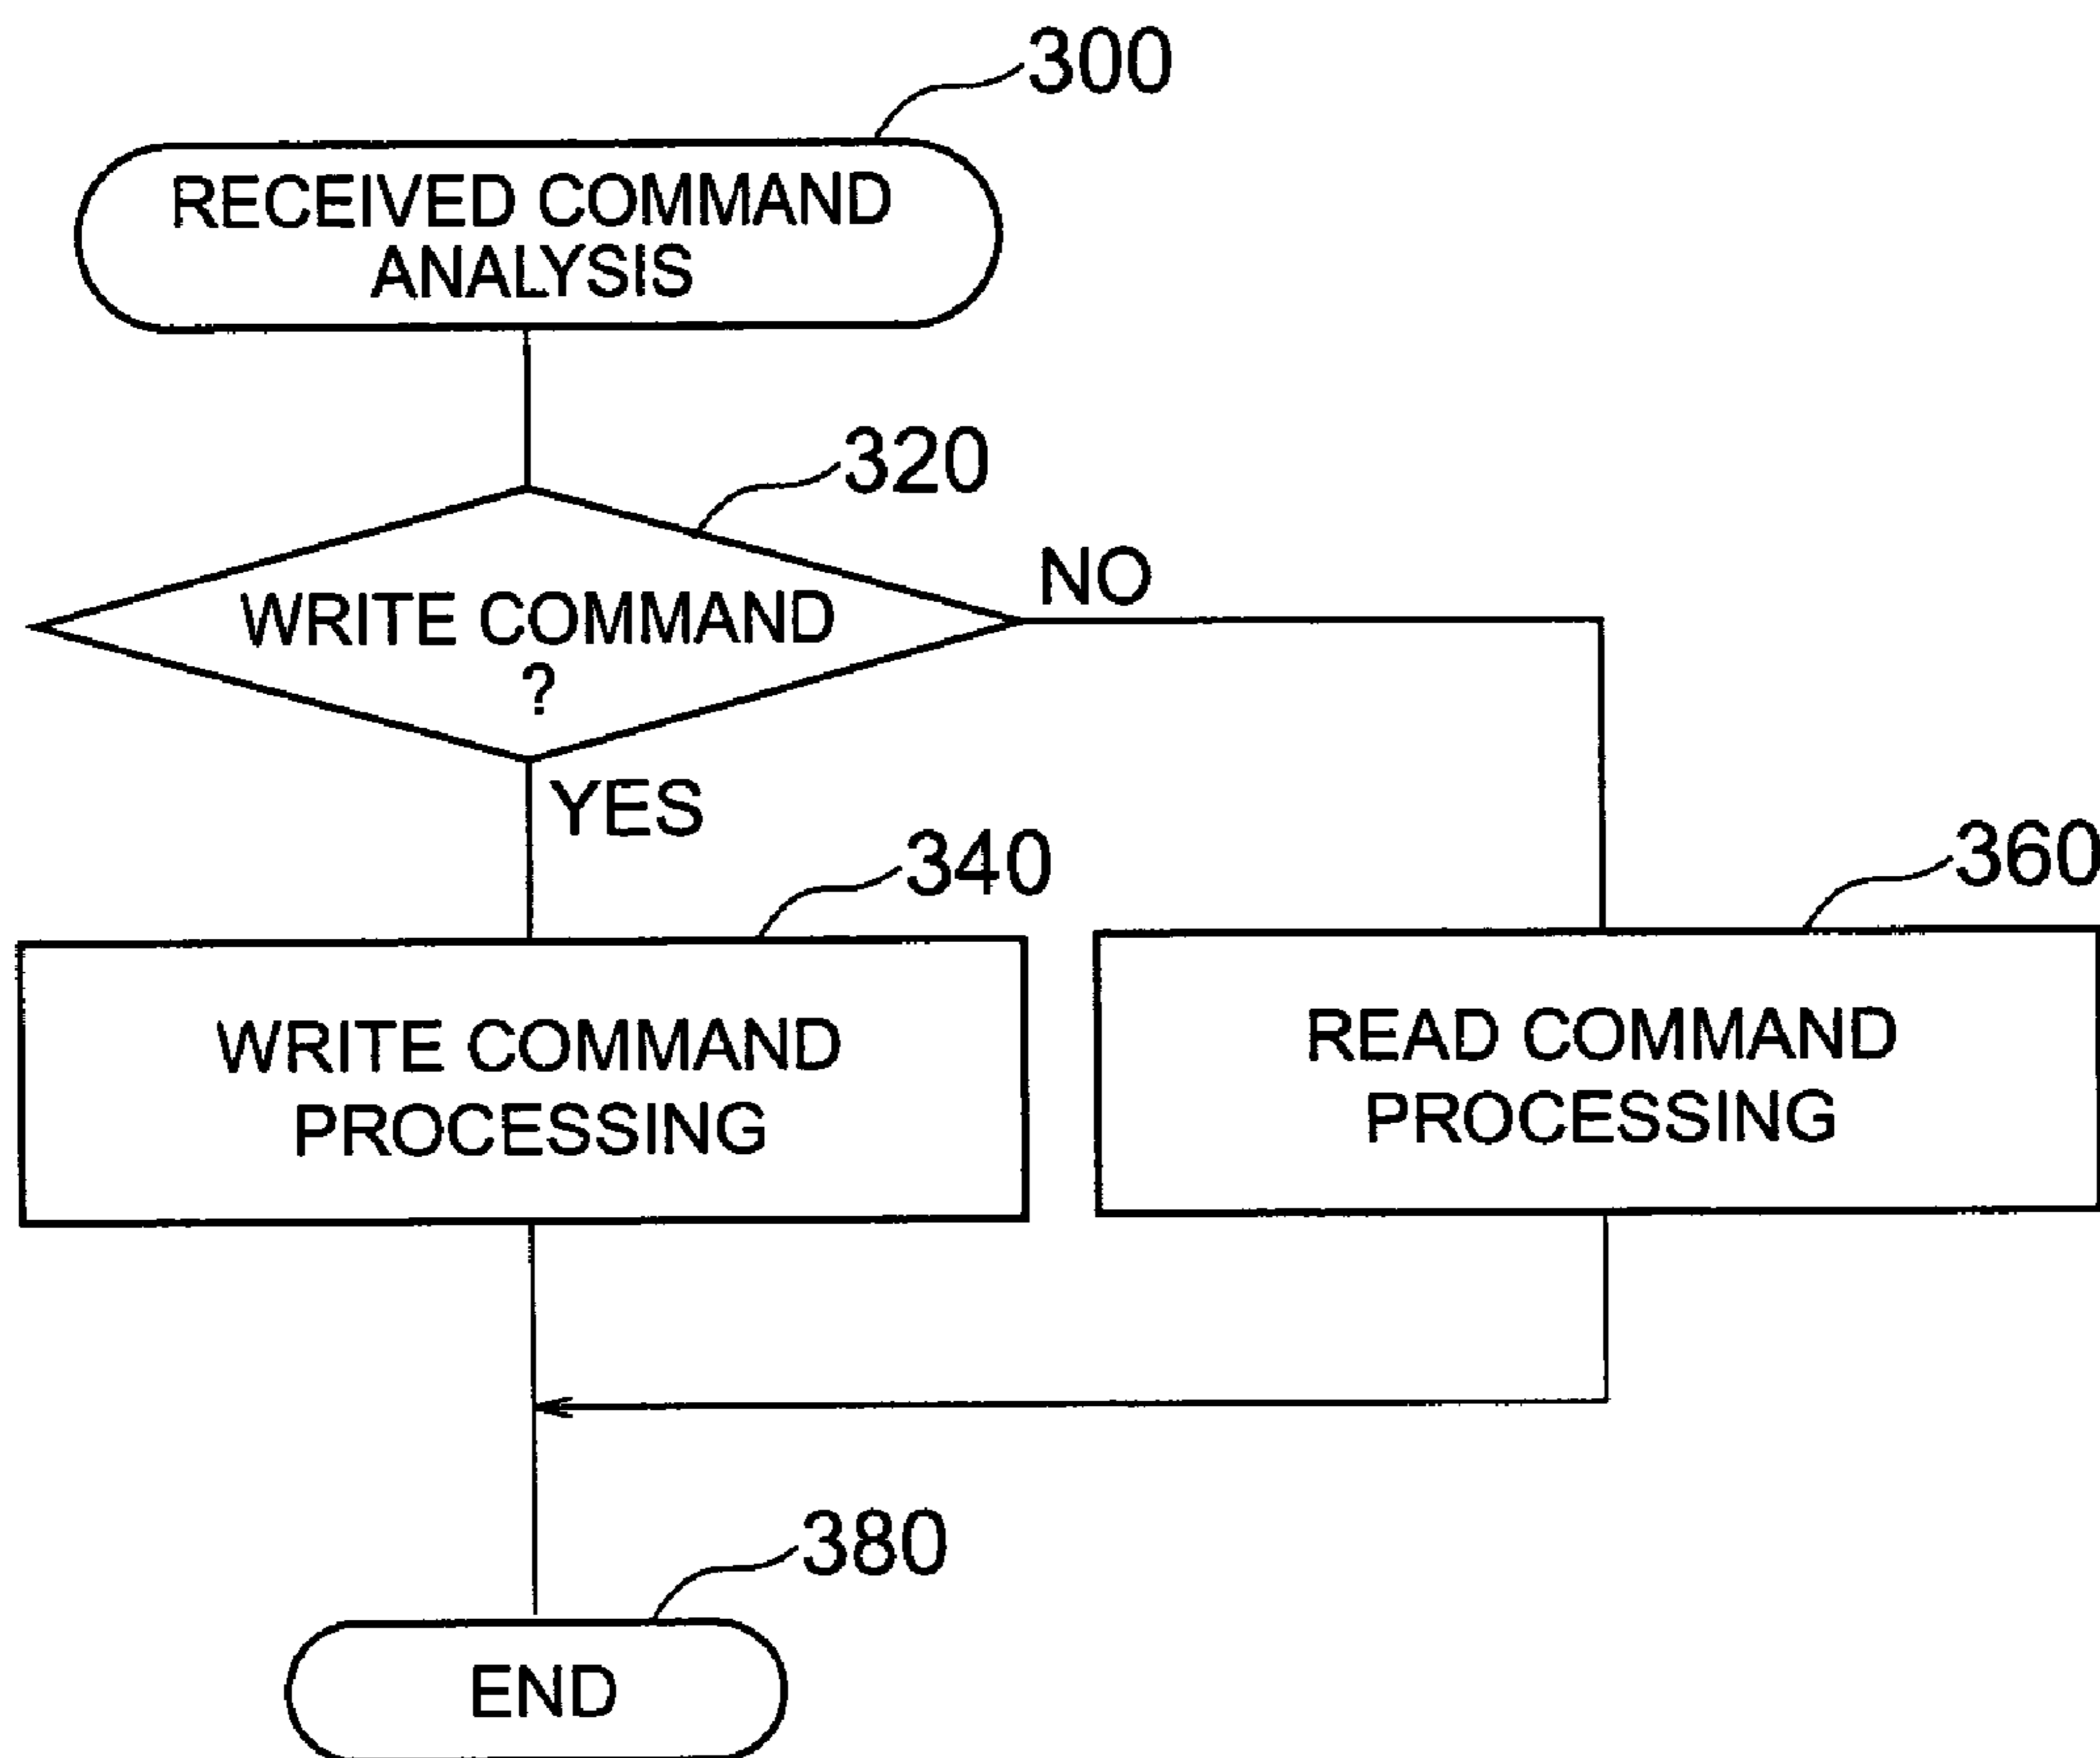 300
RECEIVED COMMAND
ANALYSIS
320
NO
WRITE COMMAND
?
YES
340
360
WRITE COMMAND
PROCESSING
READ COMMAND
PROCESSING
380
END